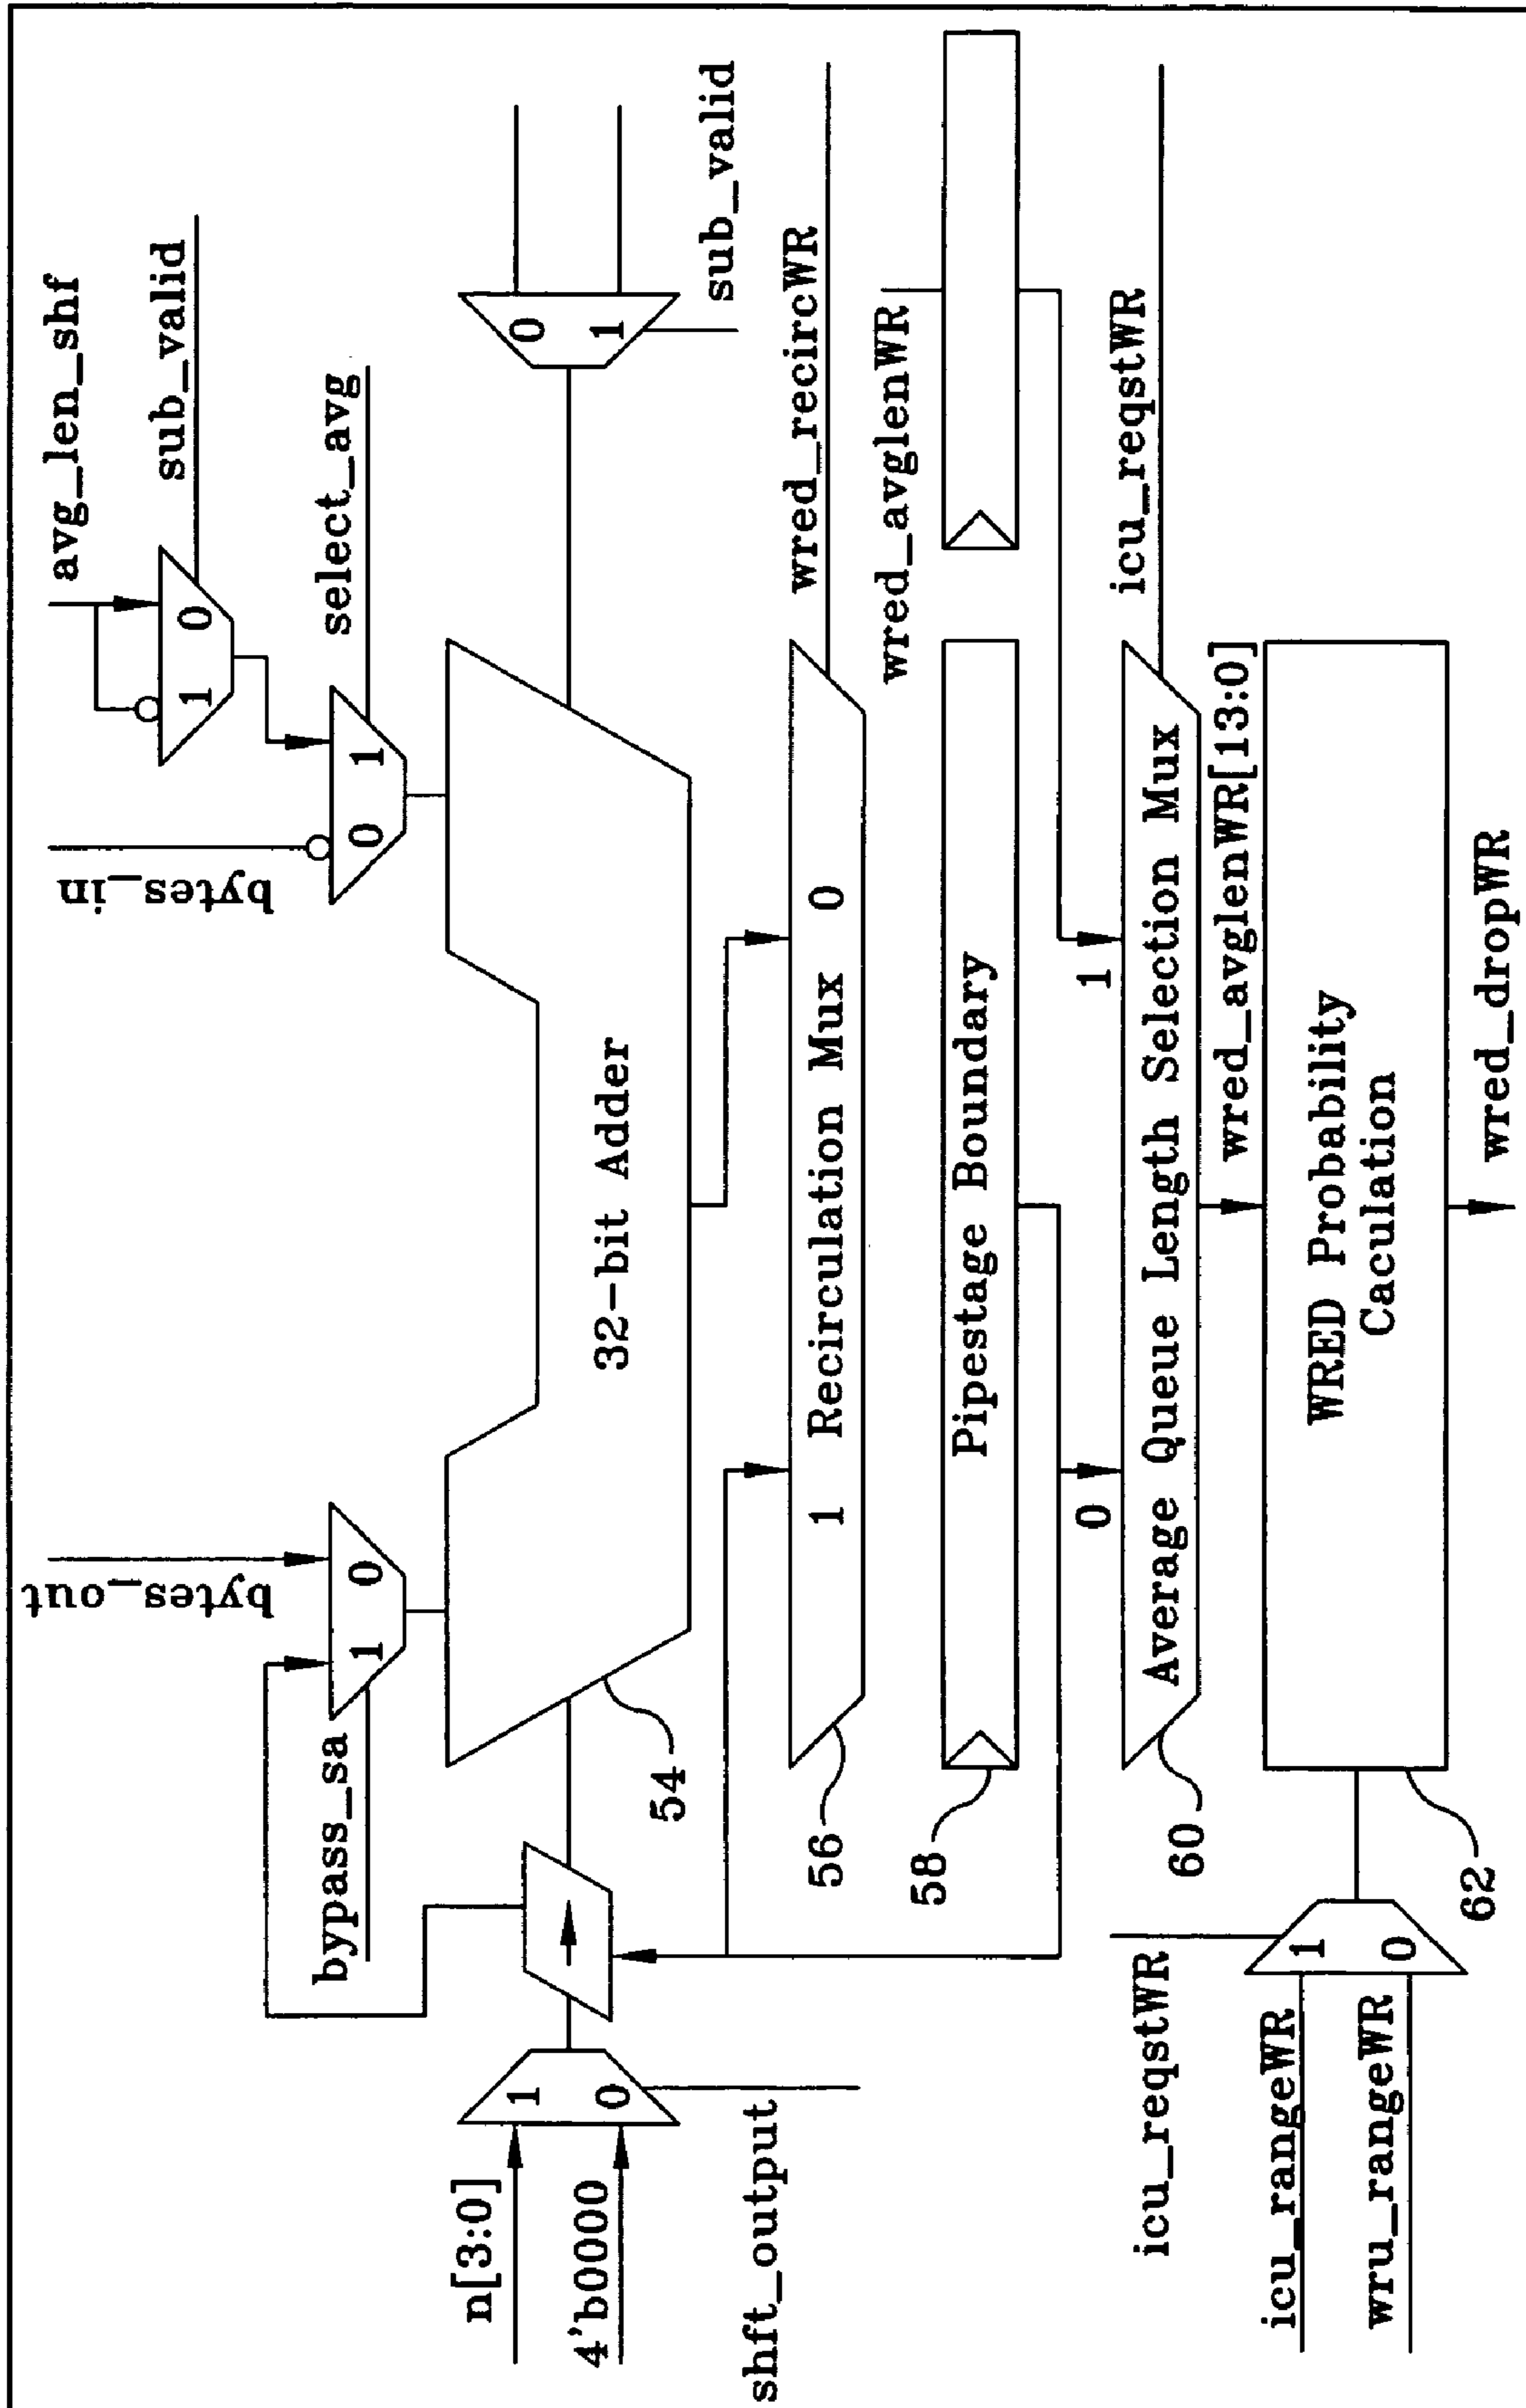 avg_len_shf
sub_valid
bytes_in
bytes_out
1 0
select_avg
bypass_sa
1 0
0 1
n[3:0]
4'b0000
1
0
shft_output
32-bit Adder
54
0
1
sub_valid
wred_recircWR
1 Recirculation Mux 0
56
wred_avglenWR
Pipestage Boundary
58
0
1
icu_reqstWR
Average Queue Length Selection Mux
60
wred_avglenWR[13:0]
icu_reqstWR
icu_rangeWR
wru_rangeWR
1
0
WRED Probability
Caculation
62
wred_dropWR